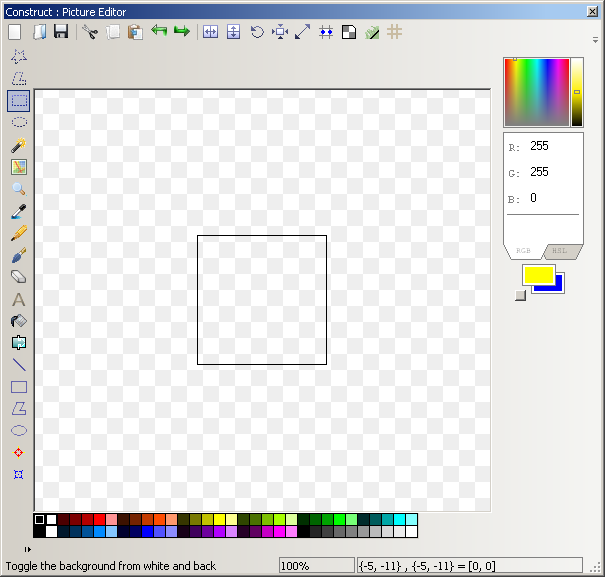 Construct : Picture Editor
R: 255
G: 255
B: 0
RGB HSL
A
Toggle the background from white and back 100% {-5, -11} , {-5, -11} = [0, 0]